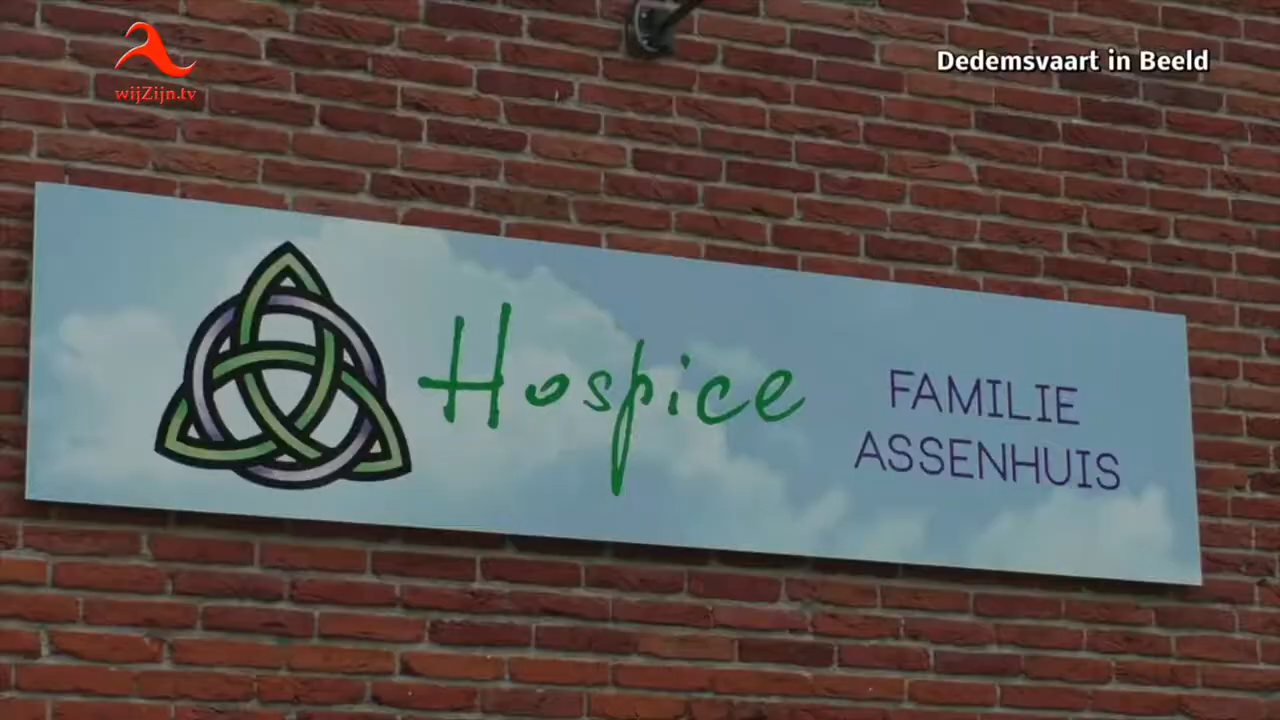 wijZijn.tv
Dedemsvaart in Beeld
Hospice
FAMILIE
ASSENHUIS